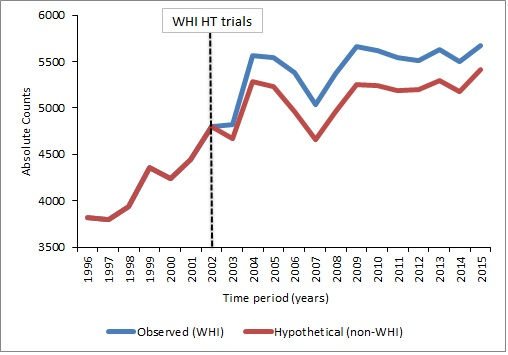 WHI HT trials
6000
5500
5000
4500
4000
3500
Absolute Counts
1996 1997 1998 1999 2000 2001 2002 2003 2004 2005 2006 2007 2008 2009 2010 2011 2012 2013 2014 2015
Time period (years)
Observed (WHI) Hypothetical (non-WHI)